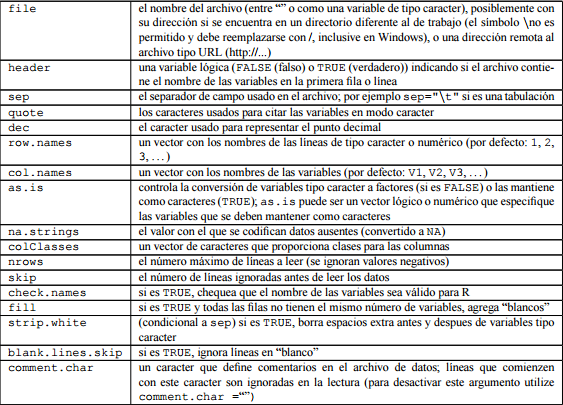 file el nombre del archivo (entre “” o como una variable de tipo caracter), posiblemente con
su dirección si se encuentra en un directorio diferente al de trabajo (el símbolo \no es
permitido y debe reemplazarse con /, inclusive en Windows), o una dirección remota al
archivo tipo URL (http://...)
header una variable lógica (FALSE (falso) o TRUE (verdadero)) indicando si el archivo contie-
ne el nombre de las variables en la primera fila o línea
sep el separador de campo usado en el archivo; por ejemplo sep="\t" si es una tabulación
quote los caracteres usados para citar las variables en modo caracter
dec el caracter usado para representar el punto decimal
row.names un vector con los nombres de las líneas de tipo caracter o numérico (por defecto: 1, 2,
3, ...)
col.names un vector con los nombres de las variables (por defecto: V1, V2, V3, ...)
as.is controla la conversión de variables tipo caracter a factores (si es FALSE) o las mantiene
como caracteres (TRUE); as.is puede ser un vector lógico o numérico que especifique
las variables que se deben mantener como caracteres
na.strings el valor con el que se codifican datos ausentes (convertido a NA)
colClasses un vector de caracteres que proporciona clases para las columnas
nrows el número máximo de líneas a leer (se ignoran valores negativos)
skip el número de líneas ignoradas antes de leer los datos
check.names si es TRUE, chequea que el nombre de las variables sea válido para R
fill si es TRUE y todas las filas no tienen el mismo número de variables, agrega “blancos”
strip.white (condicional a sep) si es TRUE, borra espacios extra antes y despues de variables tipo
caracter
blank.lines.skip si es TRUE, ignora líneas en “blanco”
comment.char un caracter que define comentarios en el archivo de datos; líneas que comienzen
con este caracter son ignoradas en la lectura (para desactivar este argumento utilize
comment.char =“”)